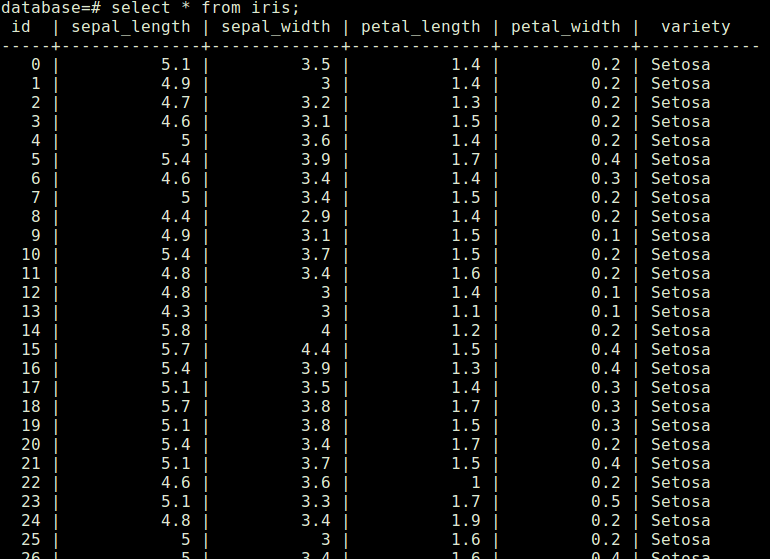 database=# select * from iris;
 id  | sepal_length | sepal_width | petal_length | petal_width |  variety
-----+--------------+-------------+--------------+-------------+------------
   0 |          5.1 |         3.5 |          1.4 |         0.2 | Setosa
   1 |          4.9 |           3 |          1.4 |         0.2 | Setosa
   2 |          4.7 |         3.2 |          1.3 |         0.2 | Setosa
   3 |          4.6 |         3.1 |          1.5 |         0.2 | Setosa
   4 |            5 |         3.6 |          1.4 |         0.2 | Setosa
   5 |          5.4 |         3.9 |          1.7 |         0.4 | Setosa
   6 |          4.6 |         3.4 |          1.4 |         0.3 | Setosa
   7 |            5 |         3.4 |          1.5 |         0.2 | Setosa
   8 |          4.4 |         2.9 |          1.4 |         0.2 | Setosa
   9 |          4.9 |         3.1 |          1.5 |         0.1 | Setosa
  10 |          5.4 |         3.7 |          1.5 |         0.2 | Setosa
  11 |          4.8 |         3.4 |          1.6 |         0.2 | Setosa
  12 |          4.8 |           3 |          1.4 |         0.1 | Setosa
  13 |          4.3 |           3 |          1.1 |         0.1 | Setosa
  14 |          5.8 |           4 |          1.2 |         0.2 | Setosa
  15 |          5.7 |         4.4 |          1.5 |         0.4 | Setosa
  16 |          5.4 |         3.9 |          1.3 |         0.4 | Setosa
  17 |          5.1 |         3.5 |          1.4 |         0.3 | Setosa
  18 |          5.7 |         3.8 |          1.7 |         0.3 | Setosa
  19 |          5.1 |         3.8 |          1.5 |         0.3 | Setosa
  20 |          5.4 |         3.4 |          1.7 |         0.2 | Setosa
  21 |          5.1 |         3.7 |          1.5 |         0.4 | Setosa
  22 |          4.6 |         3.6 |            1 |         0.2 | Setosa
  23 |          5.1 |         3.3 |          1.7 |         0.5 | Setosa
  24 |          4.8 |         3.4 |          1.9 |         0.2 | Setosa
  25 |            5 |           3 |          1.6 |         0.2 | Setosa
  26 |            5 |         3.4 |          1.6 |         0.4 | Setosa